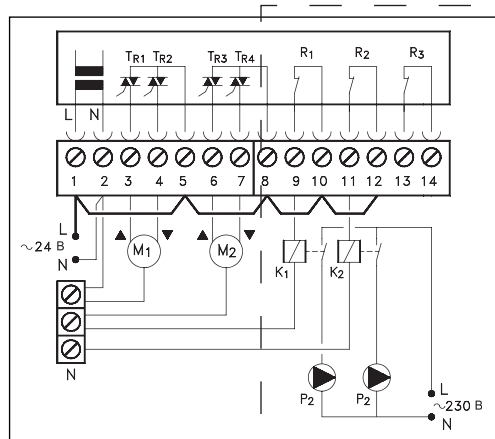 TR1 TR2 TR3 TR4 R1 R2 R3
L N
1 2 3 4 5 6 7 8 9 10 11 12 13 14
L
~24 В
N
M1 M2
K1 K2
N
P2 P2
L
~230 В
N